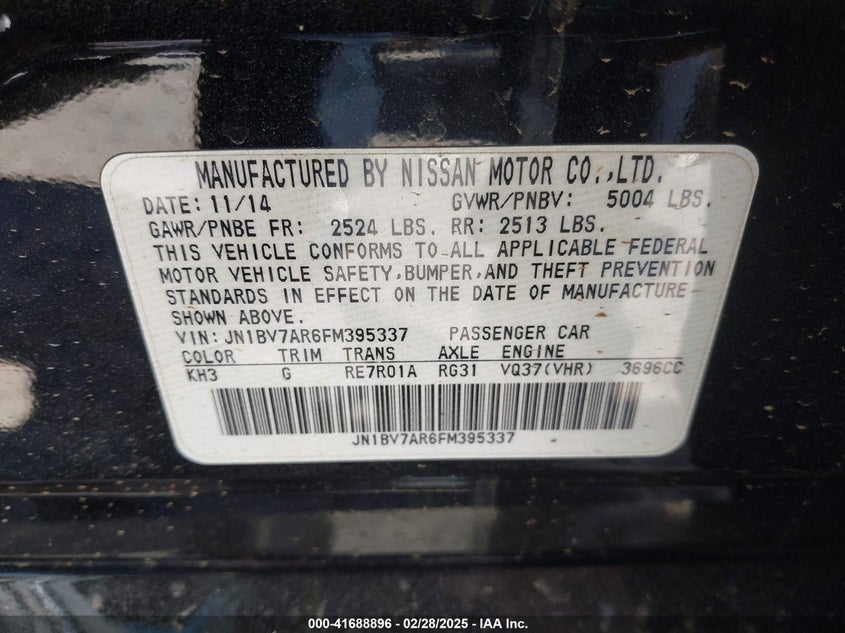 MANUFACTURED BY NISSAN MOTOR CO.,LTD.
DATE: 11/14 GVWR/PNBV: 5004 LBS.
GAWR/PNBE FR: 2524 LBS. RR: 2513 LBS.
THIS VEHICLE CONFORMS TO ALL APPLICABLE FEDERAL
MOTOR VEHICLE SAFETY,BUMPER,AND THEFT PREVENTION
STANDARDS IN EFFECT ON THE DATE OF MANUFACTURE
SHOWN ABOVE.
VIN: JN1BV7AR6FM395337 PASSENGER CAR
COLOR TRIM TRANS AXLE ENGINE
KH3 G RE7R01A RG31 VQ37(VHR) 3696CC
JN1BV7AR6FM395337
000-41688896 - 02/28/2025 - IAA Inc.